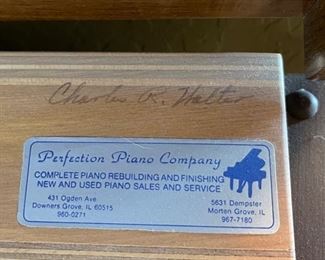 Charles R. Walter
Perfection Piano Company
COMPLETE PIANO REBUILDING AND FINISHING
NEW AND USED PIANO SALES AND SERVICE
431 Ogden Ave
Downers Grove, IL 60515
960-0271
5631 Dempster
Morton Grove, IL
967-7180